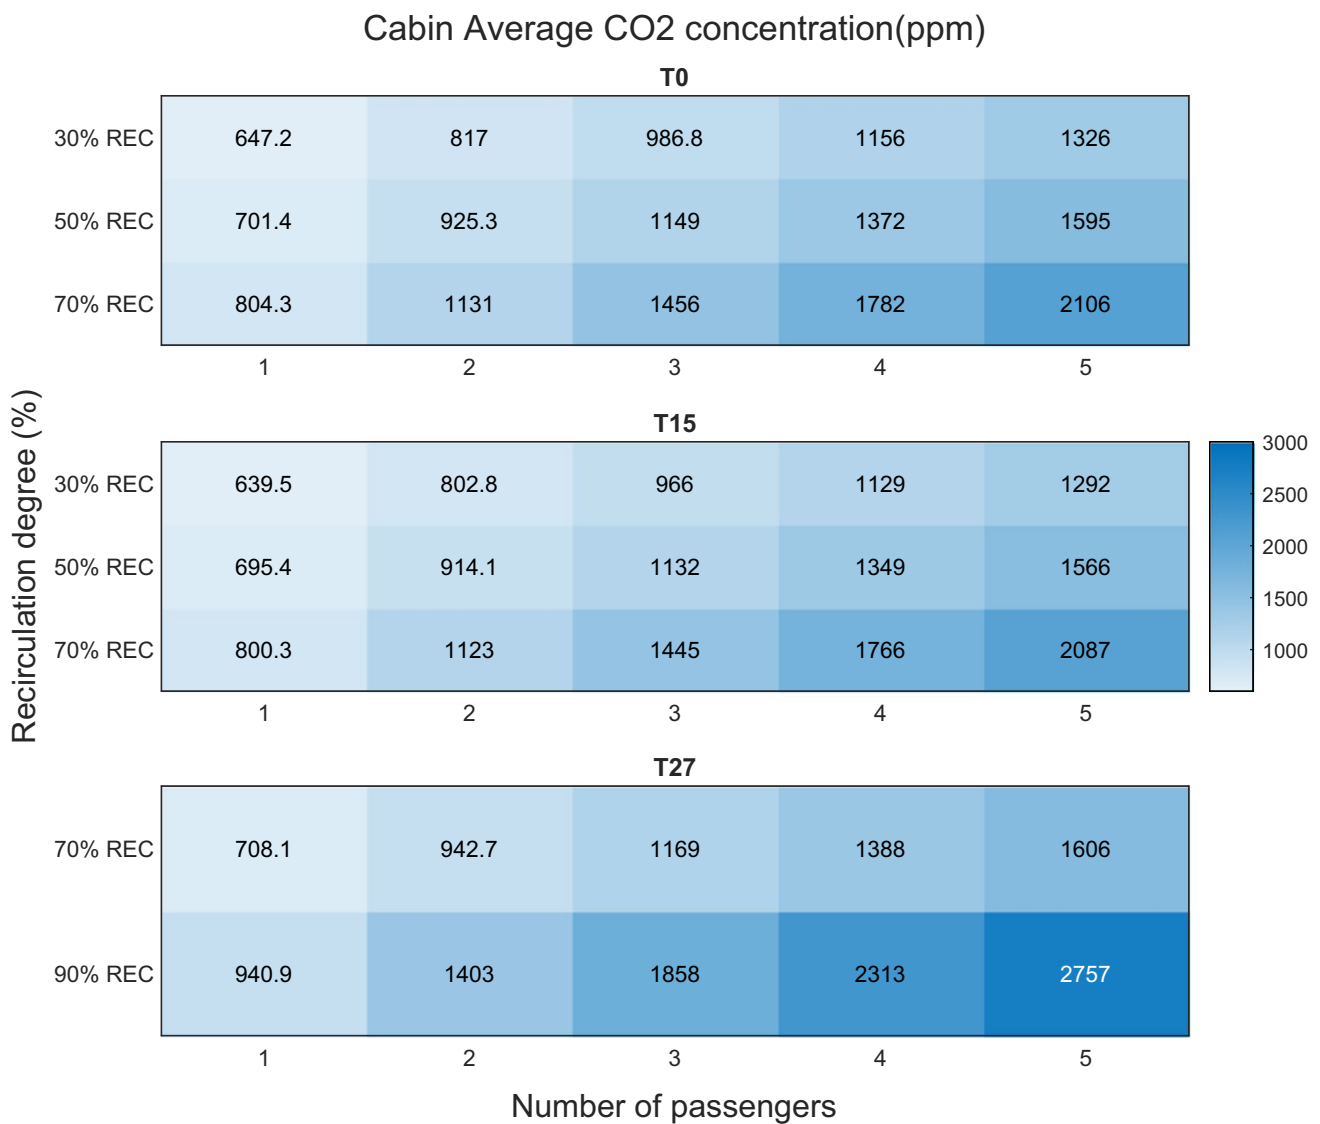 Cabin Average CO2 concentration(ppm)
T0
30% REC 647.2 817 986.8 1156 1326
50% REC 701.4 925.3 1149 1372 1595
70% REC 804.3 1131 1456 1782 2106
1 2 3 4 5
Recirculation degree (%)
T15
30% REC 639.5 802.8 966 1129 1292
50% REC 695.4 914.1 1132 1349 1566
70% REC 800.3 1123 1445 1766 2087
1 2 3 4 5
3000
2500
2000
1500
1000
T27
70% REC 708.1 942.7 1169 1388 1606
90% REC 940.9 1403 1858 2313 2757
1 2 3 4 5
Number of passengers